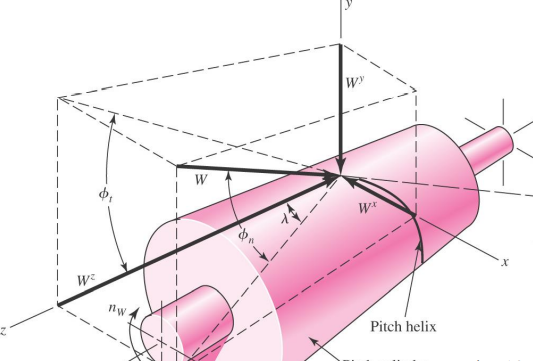 y
W^y
W
ϕ_t
λ
W^x
ϕ_n
W^z
x
n_W
z
Pitch helix